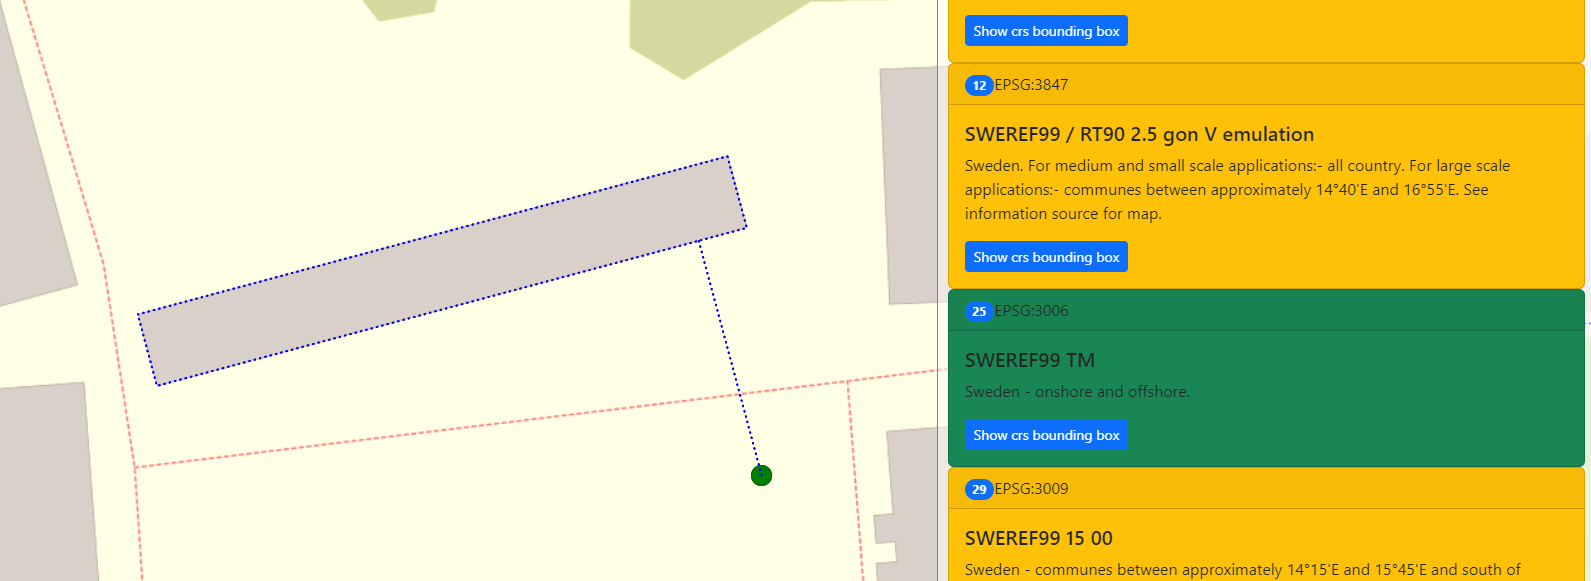 Show crs bounding box
12 EPSG:3847
SWEREF99 / RT90 2.5 gon V emulation
Sweden. For medium and small scale applications:- all country. For large scale
applications:- communes between approximately 14°40'E and 16°55'E. See
information source for map.
Show crs bounding box
25 EPSG:3006
SWEREF99 TM
Sweden - onshore and offshore.
Show crs bounding box
29 EPSG:3009
SWEREF99 15 00
Sweden - communes between approximately 14°15'E and 15°45'E and south of